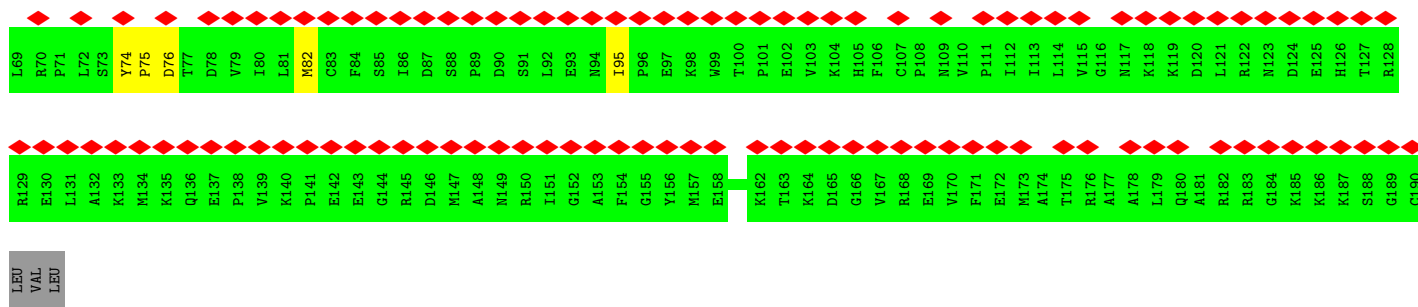 L69 R70 P71 L72 S73 Y74 P75 D76 T77 D78 V79 I80 L81 M82 C83 F84 S85 I86 D87 S88 P89 D90 S91 L92 E93 N94 I95 P96 E97 K98 W99 T100 P101 E102 V103 K104 H105 F106 C107 P108 N109 V110 P111 I112 I113 L114 V115 G116 N117 K118 K119 D120 L121 R122 N123 D124 E125 H126 T127 R128
R129 E130 L131 A132 K133 M134 K135 Q136 E137 P138 V139 K140 P141 E142 E143 G144 R145 D146 M147 A148 N149 R150 I151 G152 A153 F154 G155 Y156 M157 E158 K162 T163 K164 D165 G166 V167 R168 E169 V170 F171 E172 M173 A174 T175 R176 A177 A178 L179 Q180 A181 R182 R183 G184 K185 K186 K187 S188 G189 C190
LEU VAL LEU